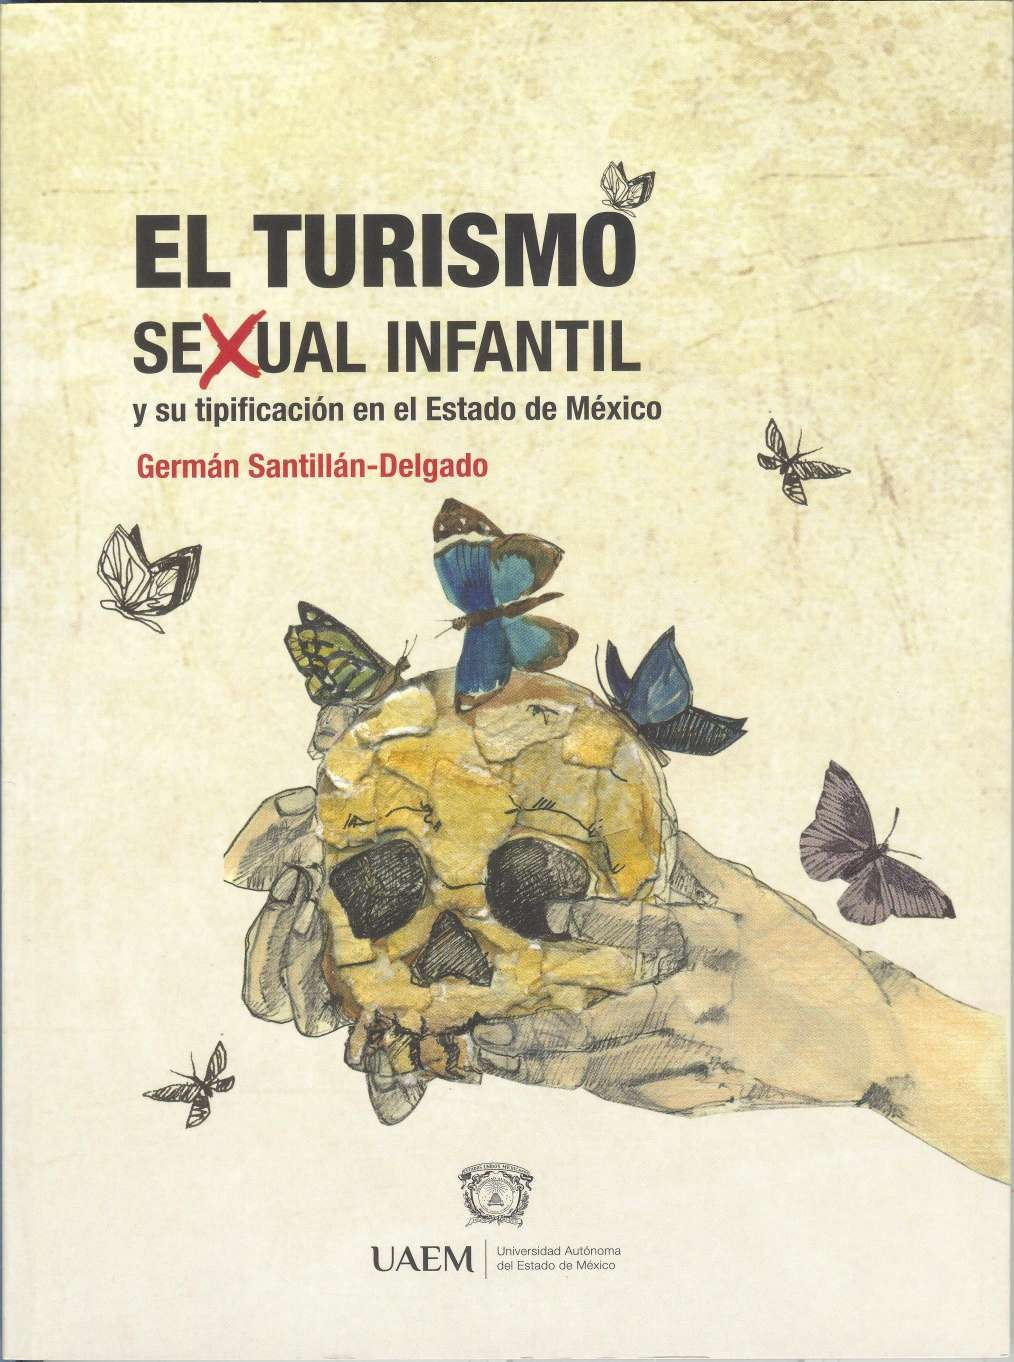 EL TURISMO
SEXUAL INFANTIL
y su tipificación en el Estado de México
Germán Santillán-Delgado
UAEM
Universidad Autónoma
del Estado de México